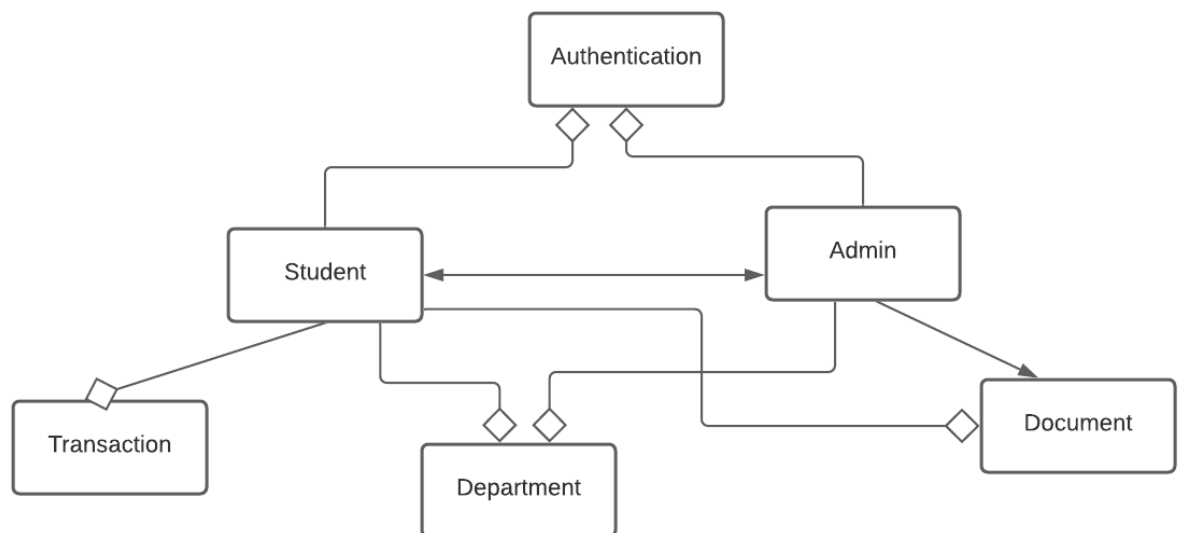 Authentication
Admin
Student
Document
Transaction
Department